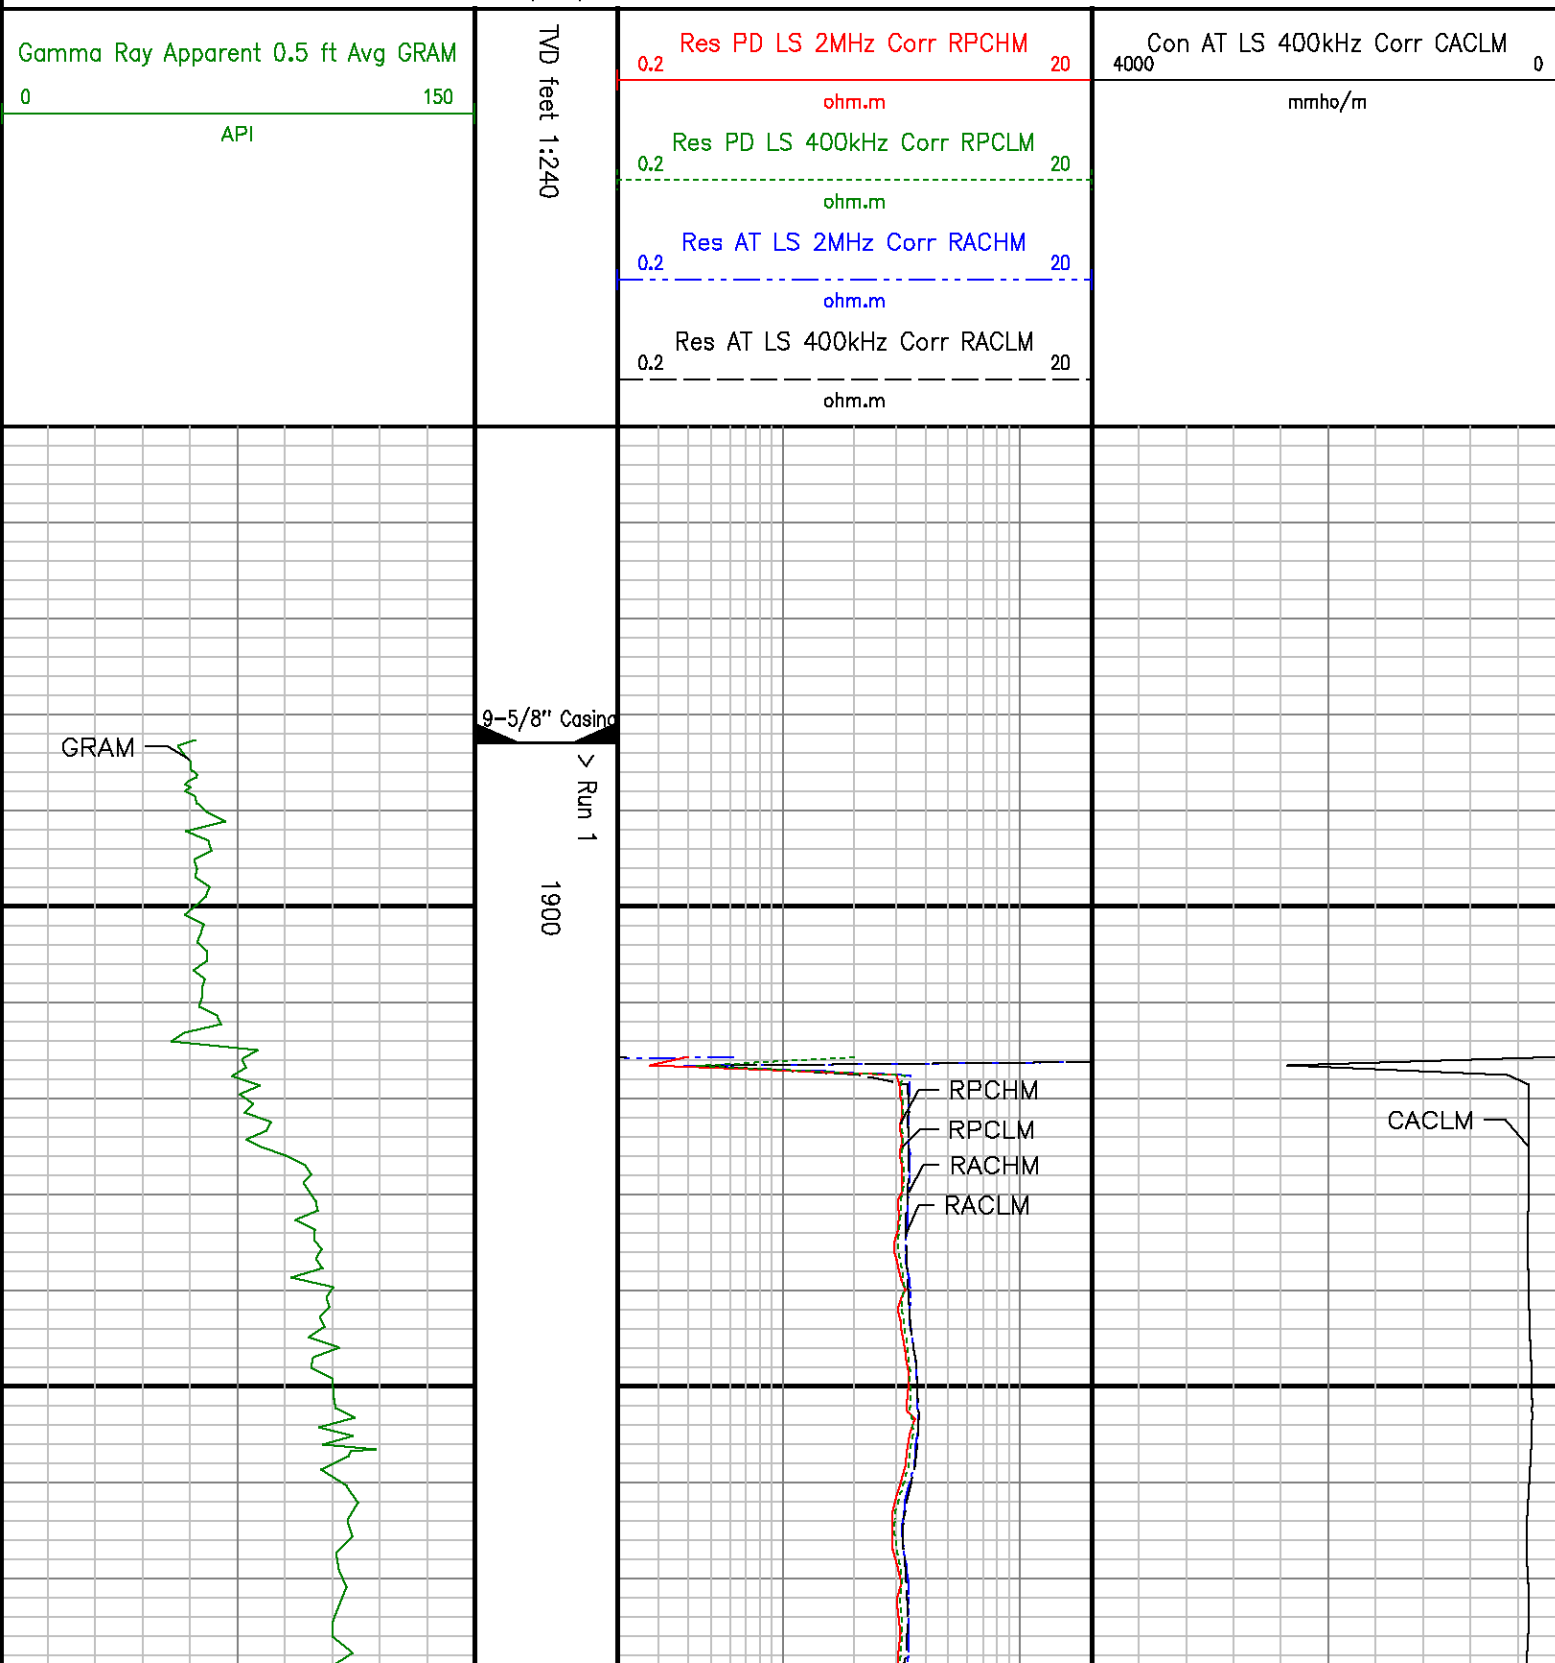 Gamma Ray Apparent 0.5 ft Avg GRAM
0 150
API
TVD feet 1:240
Res PD LS 2MHz Corr RPCHM
0.2 20
ohm.m
Res PD LS 400kHz Corr RPCLM
0.2 20
ohm.m
Res AT LS 2MHz Corr RACHM
0.2 20
ohm.m
Res AT LS 400kHz Corr RACLM
0.2 20
ohm.m
Con AT LS 400kHz Corr CACLM
4000 0
mmho/m
9-5/8" Casing
GRAM
> Run 1
1900
RPCHM
RPCLM
RACHM
RACLM
CACLM